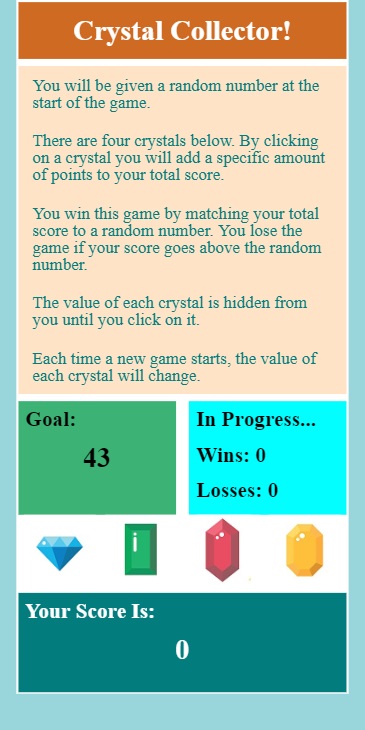 Crystal Collector!
You will be given a random number at the
start of the game.
There are four crystals below. By clicking
on a crystal you will add a specific amount
of points to your total score.
You win this game by matching your total
score to a random number. You lose the
game if your score goes above the random
number.
The value of each crystal is hidden from
you until you click on it.
Each time a new game starts, the value of
each crystal will change.
Goal:
43
In Progress...
Wins: 0
Losses: 0
Your Score Is:
0